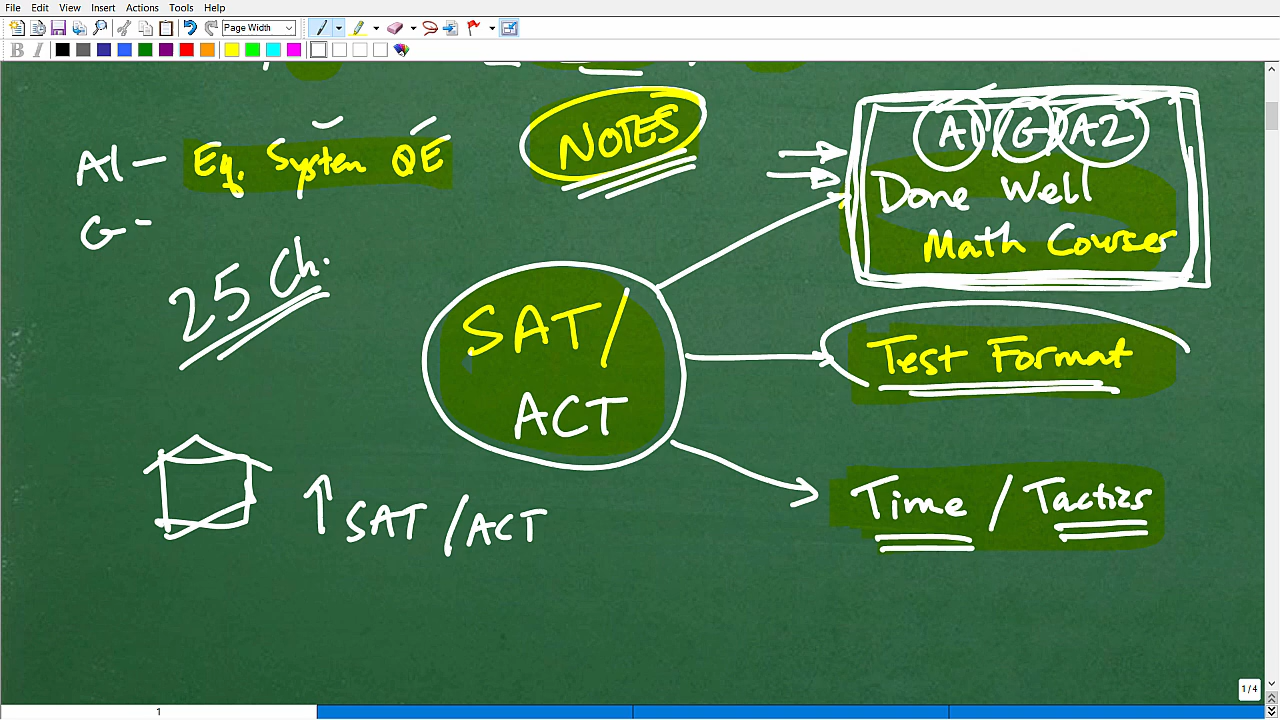 File Edit View Insert Actions Tools Help
Page Width
B I
NOTES
A1 - Eq. System QE
G -
25 Ch.
A1 G A2
Done Well
Math Courses
SAT/
ACT
Test Format
Time / Tactics
↑ SAT/ACT
1/4
1